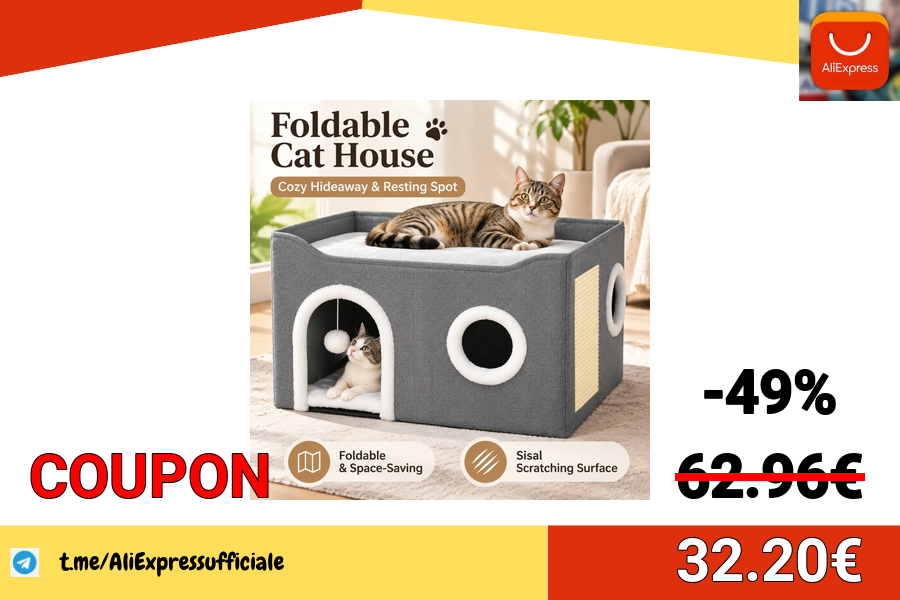 AliExpress
Foldable
Cat House
Cozy Hideaway & Resting Spot
-49%
Foldable
& Space-Saving
Sisal
Scratching Surface
COUPON
62.96€
t.me/AliExpressufficiale
32.20€